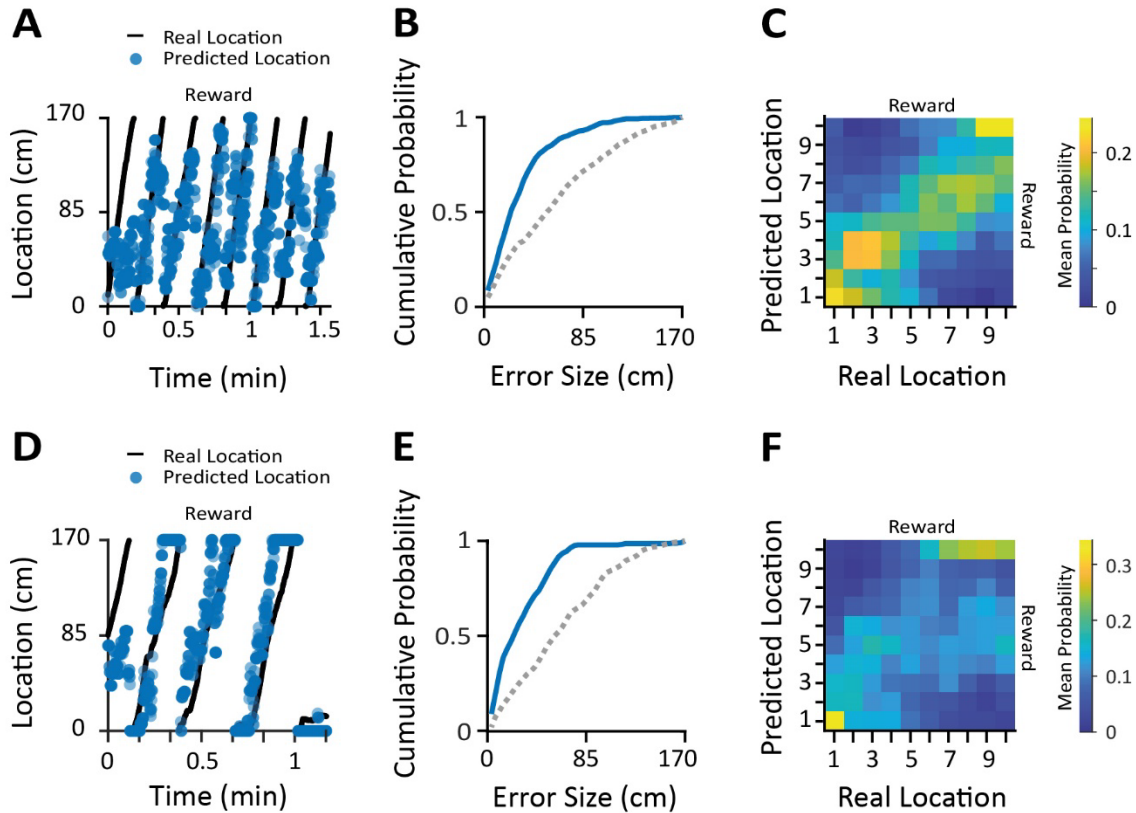 A
Real Location
Predicted Location
Reward
170
85
0
Location (cm)
0 0.5 1 1.5
Time (min)
B
1
0.5
0
Cumulative Probability
0 85 170
Error Size (cm)
C
Reward
9
7
5
3
1
Predicted Location
Reward
1 3 5 7 9
Real Location
0.2
0.1
0
Mean Probability
D
Real Location
Predicted Location
Reward
170
85
0
Location (cm)
0 0.5 1
Time (min)
E
1
0.5
0
Cumulative Probability
0 85 170
Error Size (cm)
F
Reward
9
7
5
3
1
Predicted Location
Reward
1 3 5 7 9
Real Location
0.3
0.2
0.1
0
Mean Probability